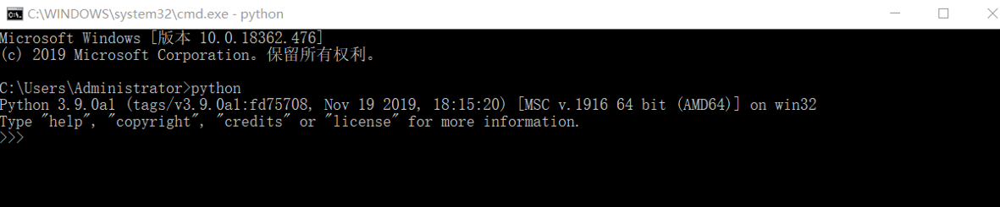 C:\WINDOWS\system32\cmd.exe - python
Microsoft Windows [版本 10.0.18362.476]
(c) 2019 Microsoft Corporation。保留所有权利。
C:\Users\Administrator>python
Python 3.9.0a1 (tags/v3.9.0a1:fd75708, Nov 19 2019, 18:15:20) [MSC v.1916 64 bit (AMD64)] on win32
Type "help", "copyright", "credits" or "license" for more information.
>>>